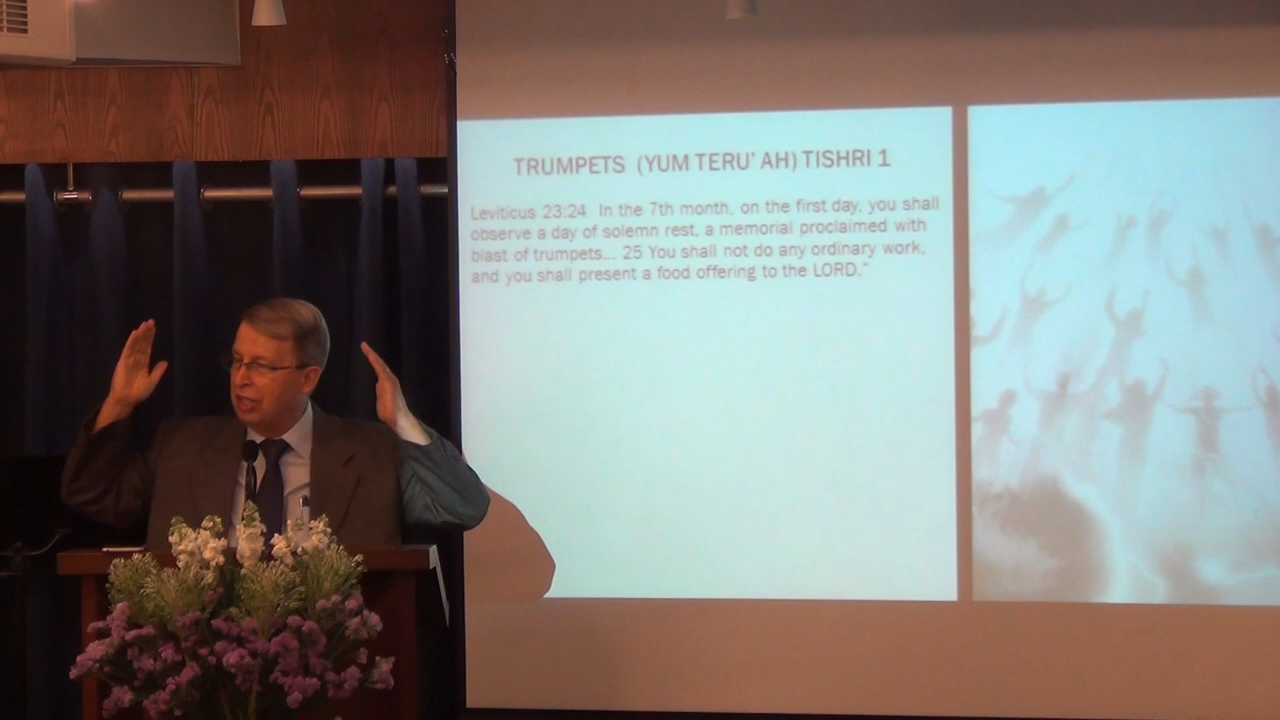 TRUMPETS (YUM TERU' AH) TISHRI 1
Leviticus 23:24 In the 7th month, on the first day, you shall
observe a day of solemn rest, a memorial proclaimed with
blast of trumpets... 25 You shall not do any ordinary work,
and you shall present a food offering to the LORD."